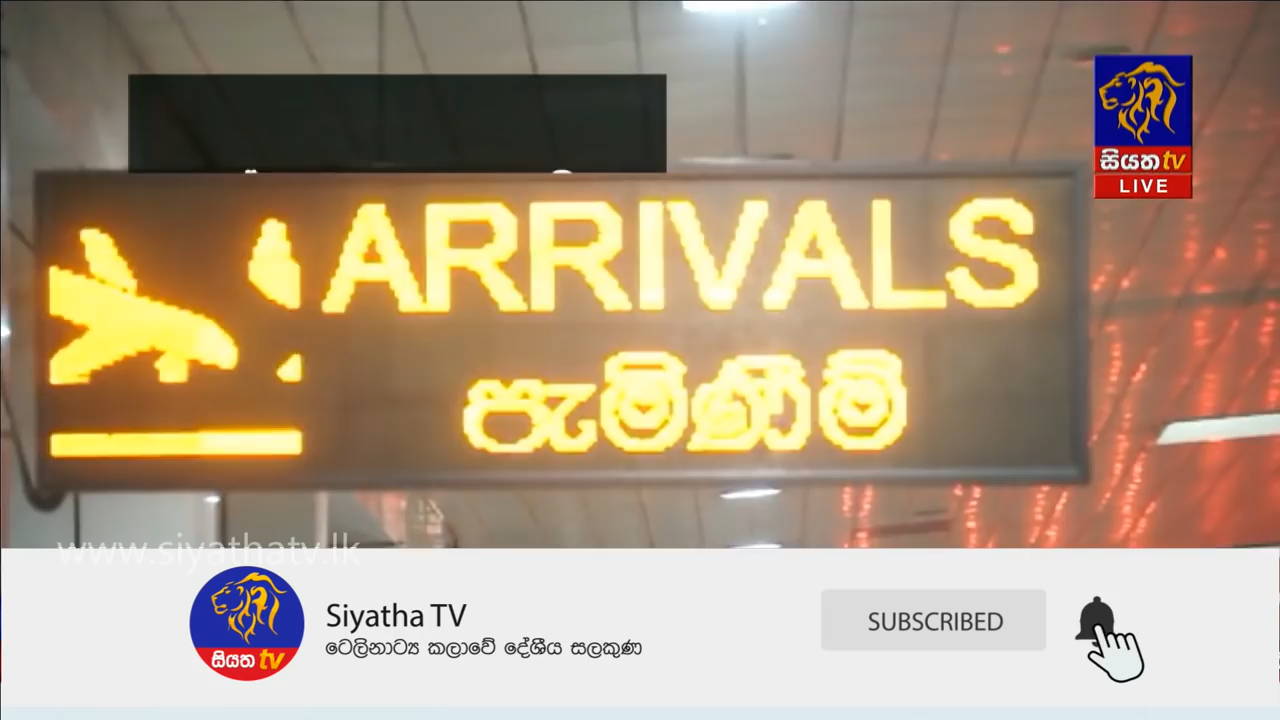 සියත tv
LIVE
ARRIVALS
පැමිණීම්
www.siyathatv.lk
Siyatha TV
ටෙලිනාට්‍ය කලාවේ දේශීය සලකුණ
සියත tv
SUBSCRIBED